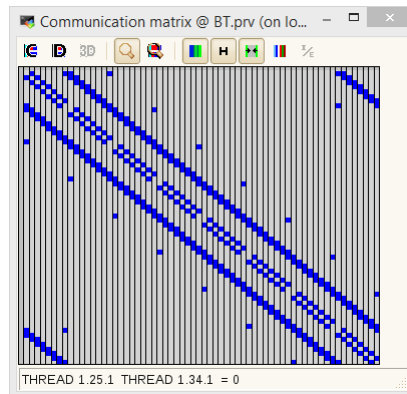 Communication matrix @ BT.prv (on lo...
3D
H
I/E
THREAD 1.25.1 THREAD 1.34.1 = 0